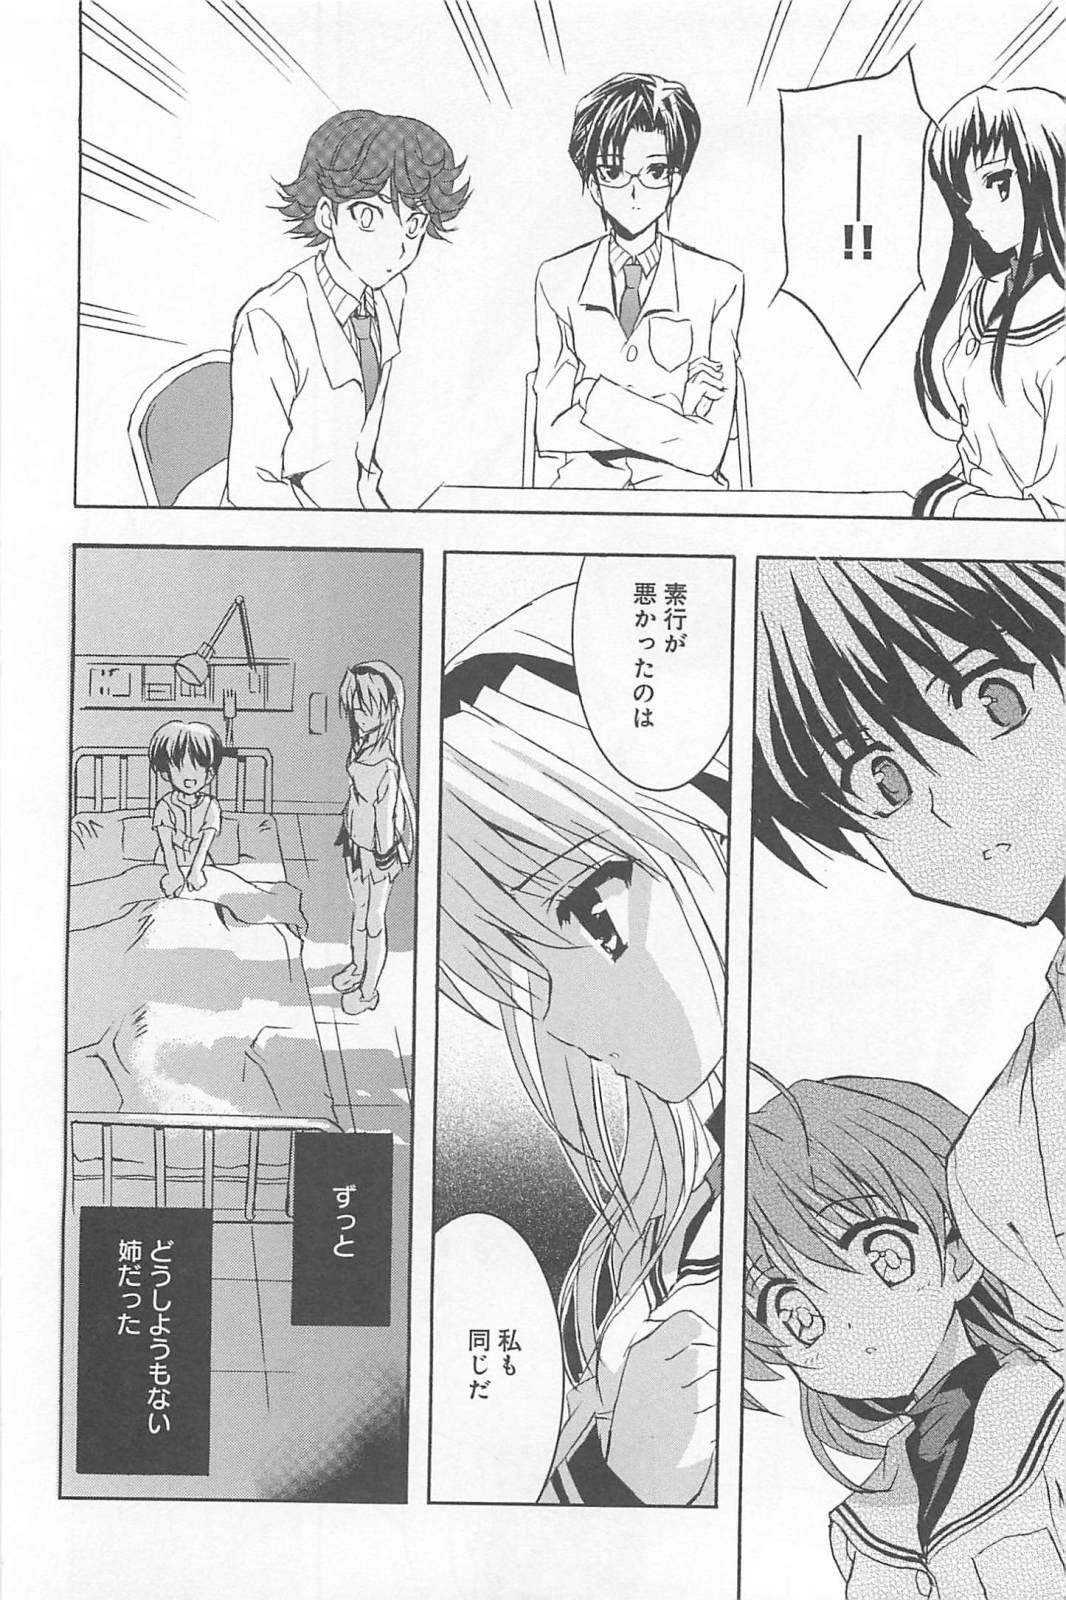 ――!!
素行が
悪かったのは
私も
同じだ
ずっと
どうしようもない
姉だった